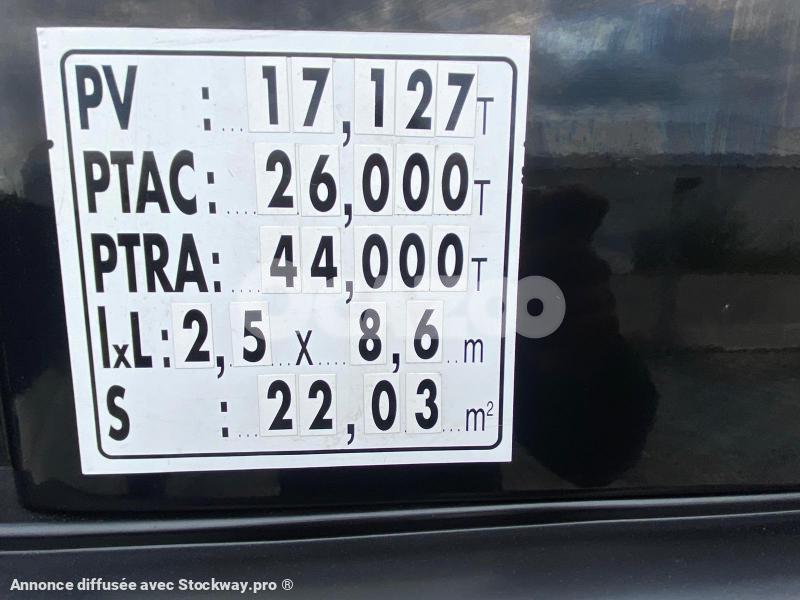 PV : 17,127 T
PTAC : 26,000 T
PTRA : 44,000 T
lxL : 2,5 x 8,6 m
S : 22,03 m²
Annonce diffusée avec Stockway.pro ®